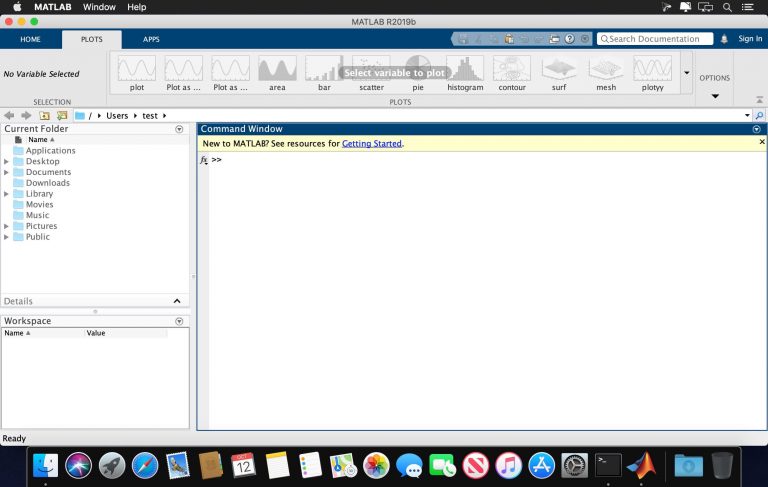 MATLAB Window Help
MATLAB R2019b
HOME PLOTS APPS Search Documentation Sign In
No Variable Selected
Select variable to plot
plot Plot as ... Plot as ... area bar scatter pie histogram contour surf mesh plotyy
OPTIONS
SELECTION PLOTS
/ ▸ Users ▸ test ▸
Current Folder
Name ▲
Applications
Desktop
Documents
Downloads
Library
Movies
Music
Pictures
Public
Details
Workspace
Name ▲ Value
Command Window
New to MATLAB? See resources for Getting Started.
fx >>
Ready
OCT
12